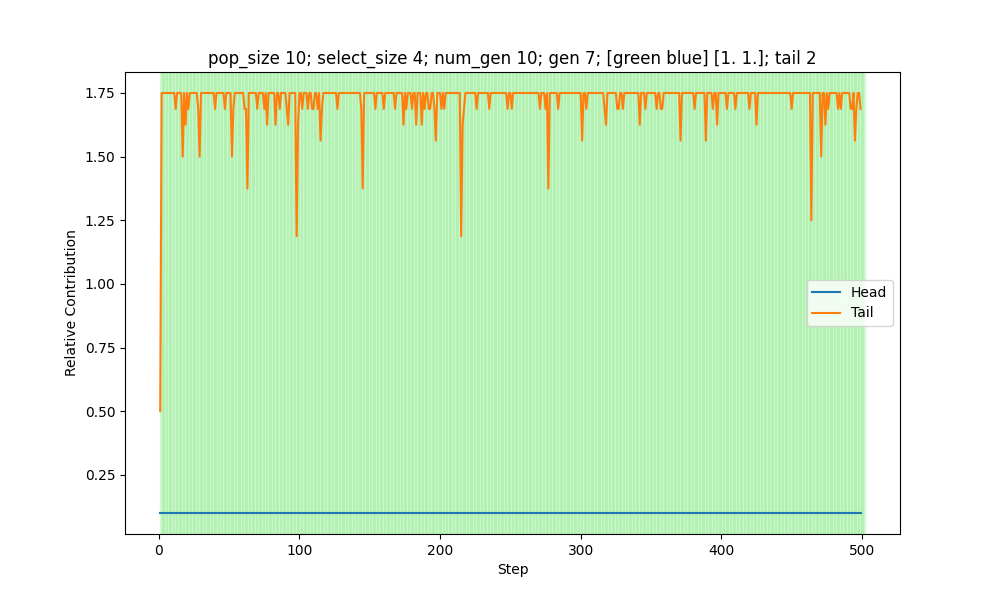 pop_size 10; select_size 4; num_gen 10; gen 7; [green blue] [1. 1.]; tail 2
1.75
1.50
1.25
1.00
0.75
0.50
0.25
Relative Contribution
Head
Tail
0
100
200
300
400
500
Step